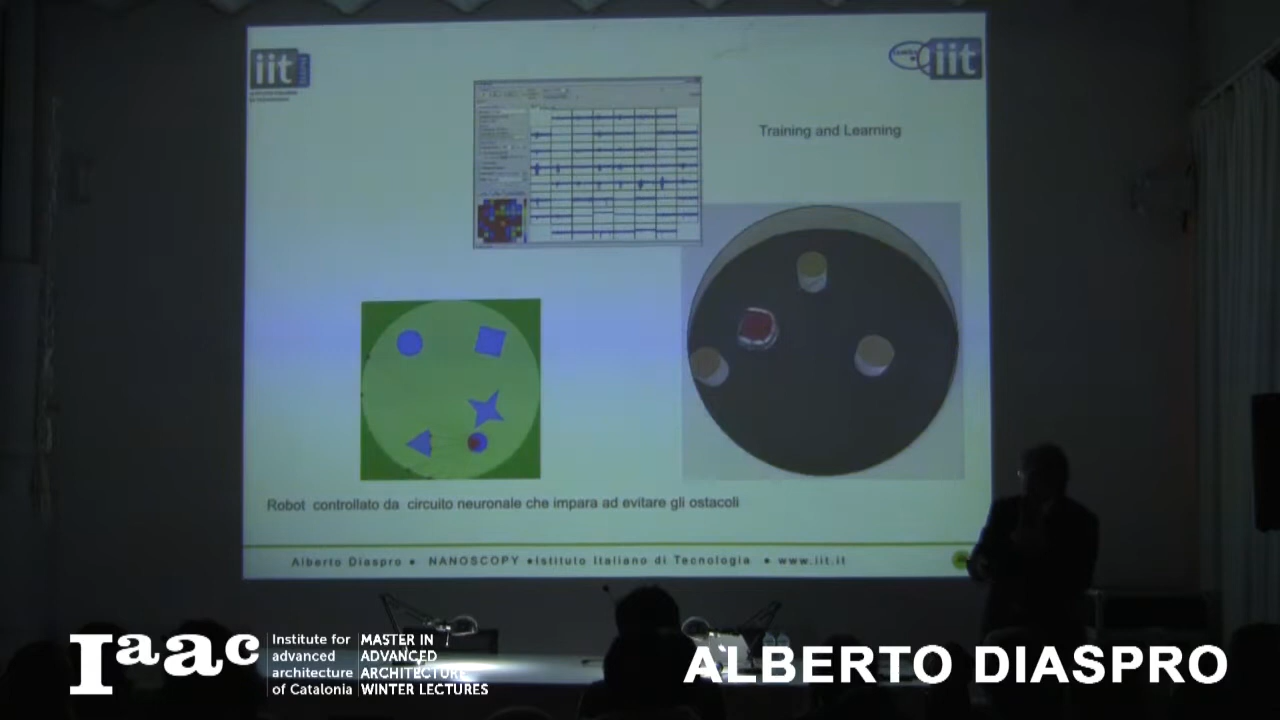 iit
iit
Training and Learning
Robot controllato da circuito neuronale che impara ad evitare gli ostacoli
Alberto Diaspro • NANOSCOPY •Istituto Italiano di Tecnologia • www.iit.it
Iaac
Institute for
advanced
architecture
of Catalonia
MASTER IN
ADVANCED
ARCHITECTURE
WINTER LECTURES
ALBERTO DIASPRO